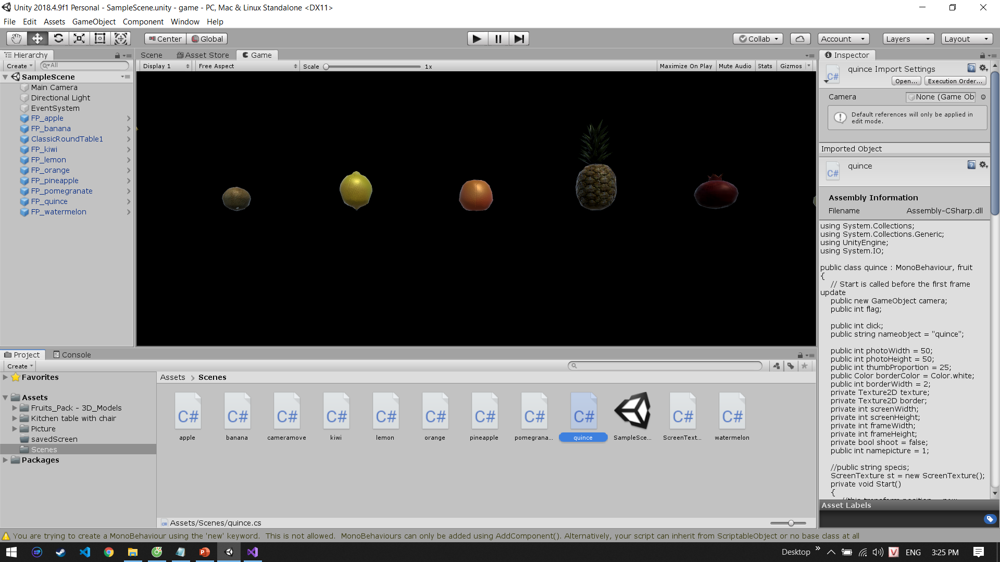 Unity 2018.4.9f1 Personal - SampleScene.unity - game - PC, Mac & Linux Standalone <DX11>
File Edit Assets GameObject Component Window Help
Center Global Collab Account Layers Layout
Hierarchy
Create All
SampleScene
Main Camera
Directional Light
EventSystem
FP_apple
FP_banana
ClassicRoundTable1
FP_kiwi
FP_lemon
FP_orange
FP_pineapple
FP_pomegranate
FP_quince
FP_watermelon
Scene Asset Store Game
Display 1 Free Aspect Scale 1x Maximize On Play Mute Audio Stats Gizmos
Inspector
C# quince Import Settings
Open... Execution Order...
Camera None (Game Ob
Default references will only be applied in
edit mode.
Imported Object
C# quince
Assembly Information
Filename Assembly-CSharp.dll
using System.Collections;
using System.Collections.Generic;
using UnityEngine;
using System.IO;
public class quince : MonoBehaviour, fruit
{
// Start is called before the first frame
update
public new GameObject camera;
public int flag;
public int click;
public string nameobject = "quince";
public int photoWidth = 50;
public int photoHeight = 50;
public int thumbProportion = 25;
public Color borderColor = Color.white;
public int borderWidth = 2;
private Texture2D texture;
private Texture2D border;
private int screenWidth;
private int screenHeight;
private int frameWidth;
private int frameHeight;
private bool shoot = false;
public int namepicture = 1;
//public string specis;
ScreenTexture st = new ScreenTexture();
private void Start()
{
Asset Labels
Project Console
Create
Favorites
Assets
Fruits_Pack - 3D_Models
Kitchen table with chair
Picture
savedScreen
Scenes
Packages
Assets Scenes
C# C# C# C# C# C# C# C# C# C# C#
apple banana cameramove kiwi lemon orange pineapple pomegrana... quince SampleSce... ScreenText... watermelon
Assets/Scenes/quince.cs
You are trying to create a MonoBehaviour using the 'new' keyword. This is not allowed. MonoBehaviours can only be added using AddComponent(). Alternatively, your script can inherit from ScriptableObject or no base class at all
Desktop ENG 3:25 PM